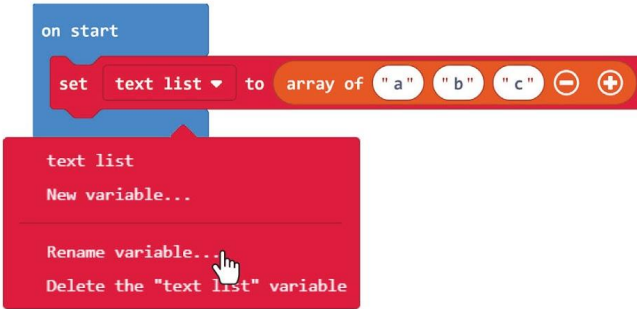 on start
set text list to array of "a" "b" "c"
text list
New variable...
Rename variable...
Delete the "text list" variable